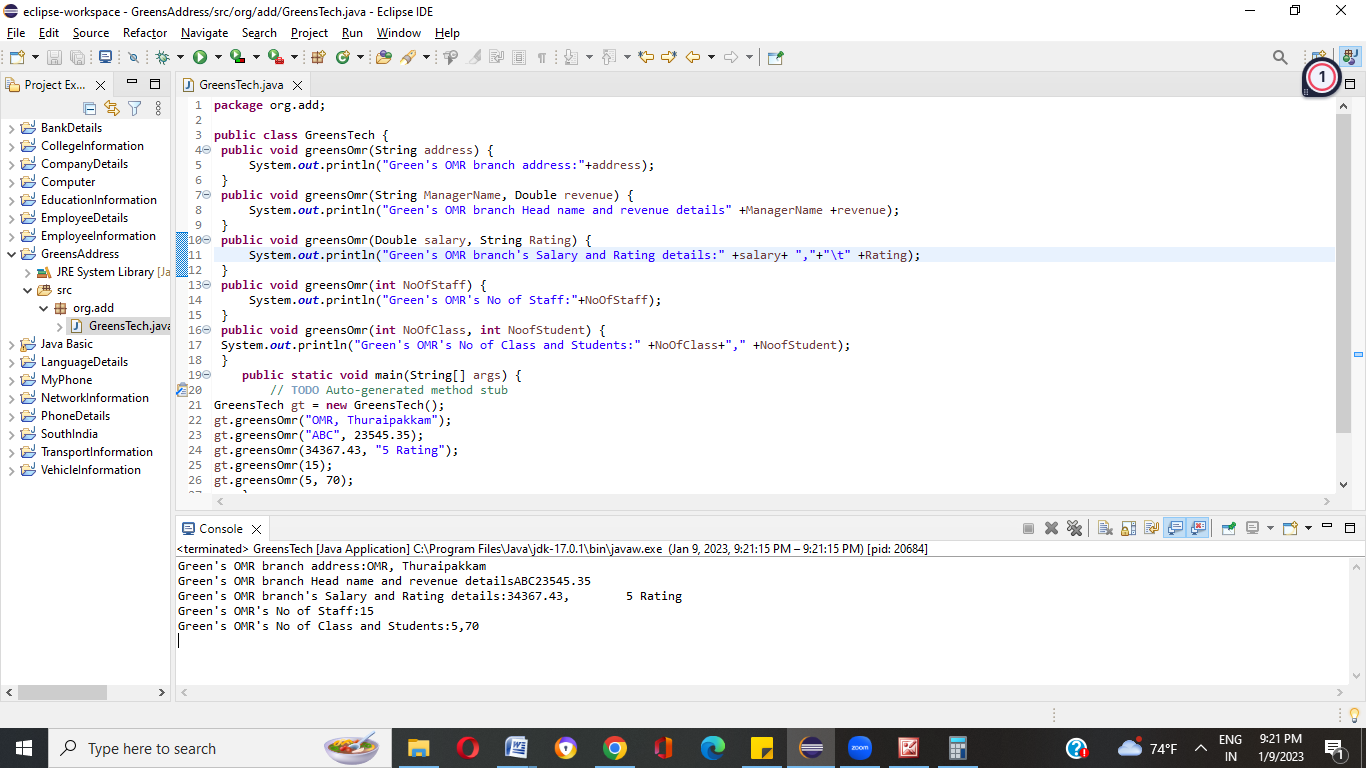 eclipse-workspace - GreensAddress/src/org/add/GreensTech.java - Eclipse IDE
File Edit Source Refactor Navigate Search Project Run Window Help
1
Project Ex...
BankDetails
CollegeInformation
CompanyDetails
Computer
EducationInformation
EmployeeDetails
EmployeeInformation
GreensAddress
JRE System Library [Ja
src
org.add
GreensTech.java
Java Basic
LanguageDetails
MyPhone
NetworkInformation
PhoneDetails
SouthIndia
TransportInformation
VehicleInformation
GreensTech.java
1 package org.add;
2
3 public class GreensTech {
4 public void greensOmr(String address) {
5 System.out.println("Green's OMR branch address:"+address);
6 }
7 public void greensOmr(String ManagerName, Double revenue) {
8 System.out.println("Green's OMR branch Head name and revenue details" +ManagerName +revenue);
9 }
10 public void greensOmr(Double salary, String Rating) {
11 System.out.println("Green's OMR branch's Salary and Rating details:" +salary+ ","+"\t" +Rating);
12 }
13 public void greensOmr(int NoOfStaff) {
14 System.out.println("Green's OMR's No of Staff:"+NoOfStaff);
15 }
16 public void greensOmr(int NoOfClass, int NoofStudent) {
17 System.out.println("Green's OMR's No of Class and Students:" +NoOfClass+"," +NoofStudent);
18 }
19 public static void main(String[] args) {
20 // TODO Auto-generated method stub
21 GreensTech gt = new GreensTech();
22 gt.greensOmr("OMR, Thuraipakkam");
23 gt.greensOmr("ABC", 23545.35);
24 gt.greensOmr(34367.43, "5 Rating");
25 gt.greensOmr(15);
26 gt.greensOmr(5, 70);
Console
<terminated> GreensTech [Java Application] C:\Program Files\Java\jdk-17.0.1\bin\javaw.exe (Jan 9, 2023, 9:21:15 PM – 9:21:15 PM) [pid: 20684]
Green's OMR branch address:OMR, Thuraipakkam
Green's OMR branch Head name and revenue detailsABC23545.35
Green's OMR branch's Salary and Rating details:34367.43, 5 Rating
Green's OMR's No of Staff:15
Green's OMR's No of Class and Students:5,70
Type here to search
zoom
74°F
ENG
IN
9:21 PM
1/9/2023
1